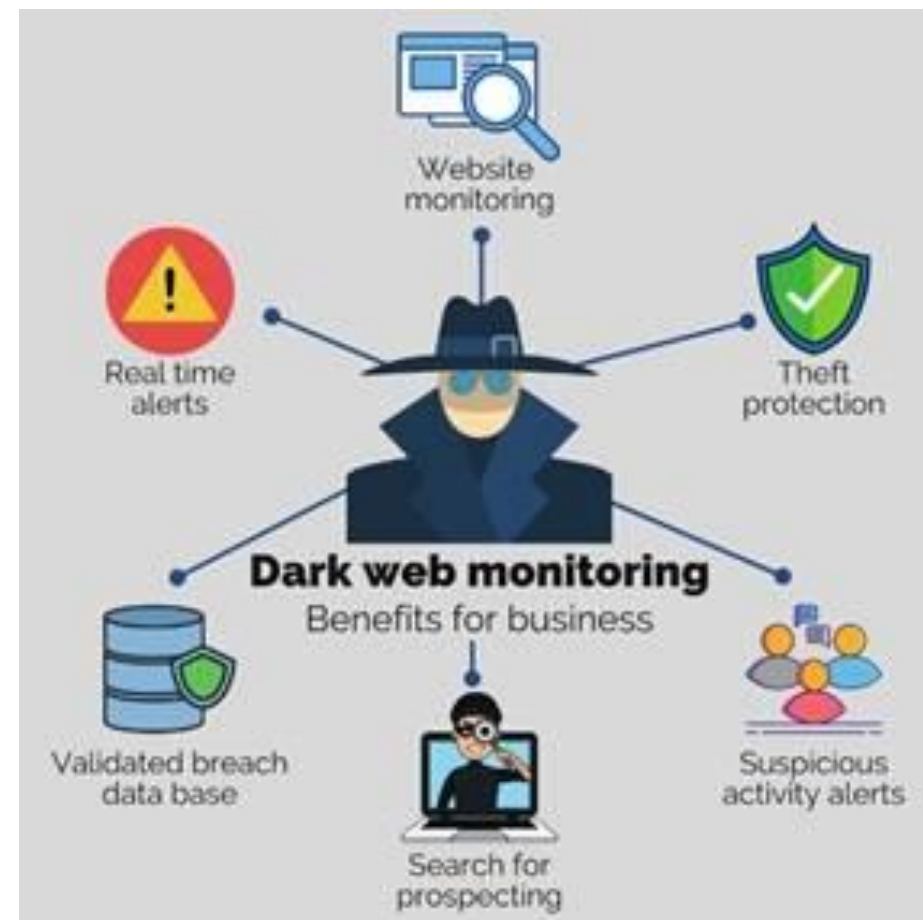 Website
monitoring
Real time
alerts
Theft
protection
Dark web monitoring
Benefits for business
Validated breach
data base
Suspicious
activity alerts
Search for
prospecting